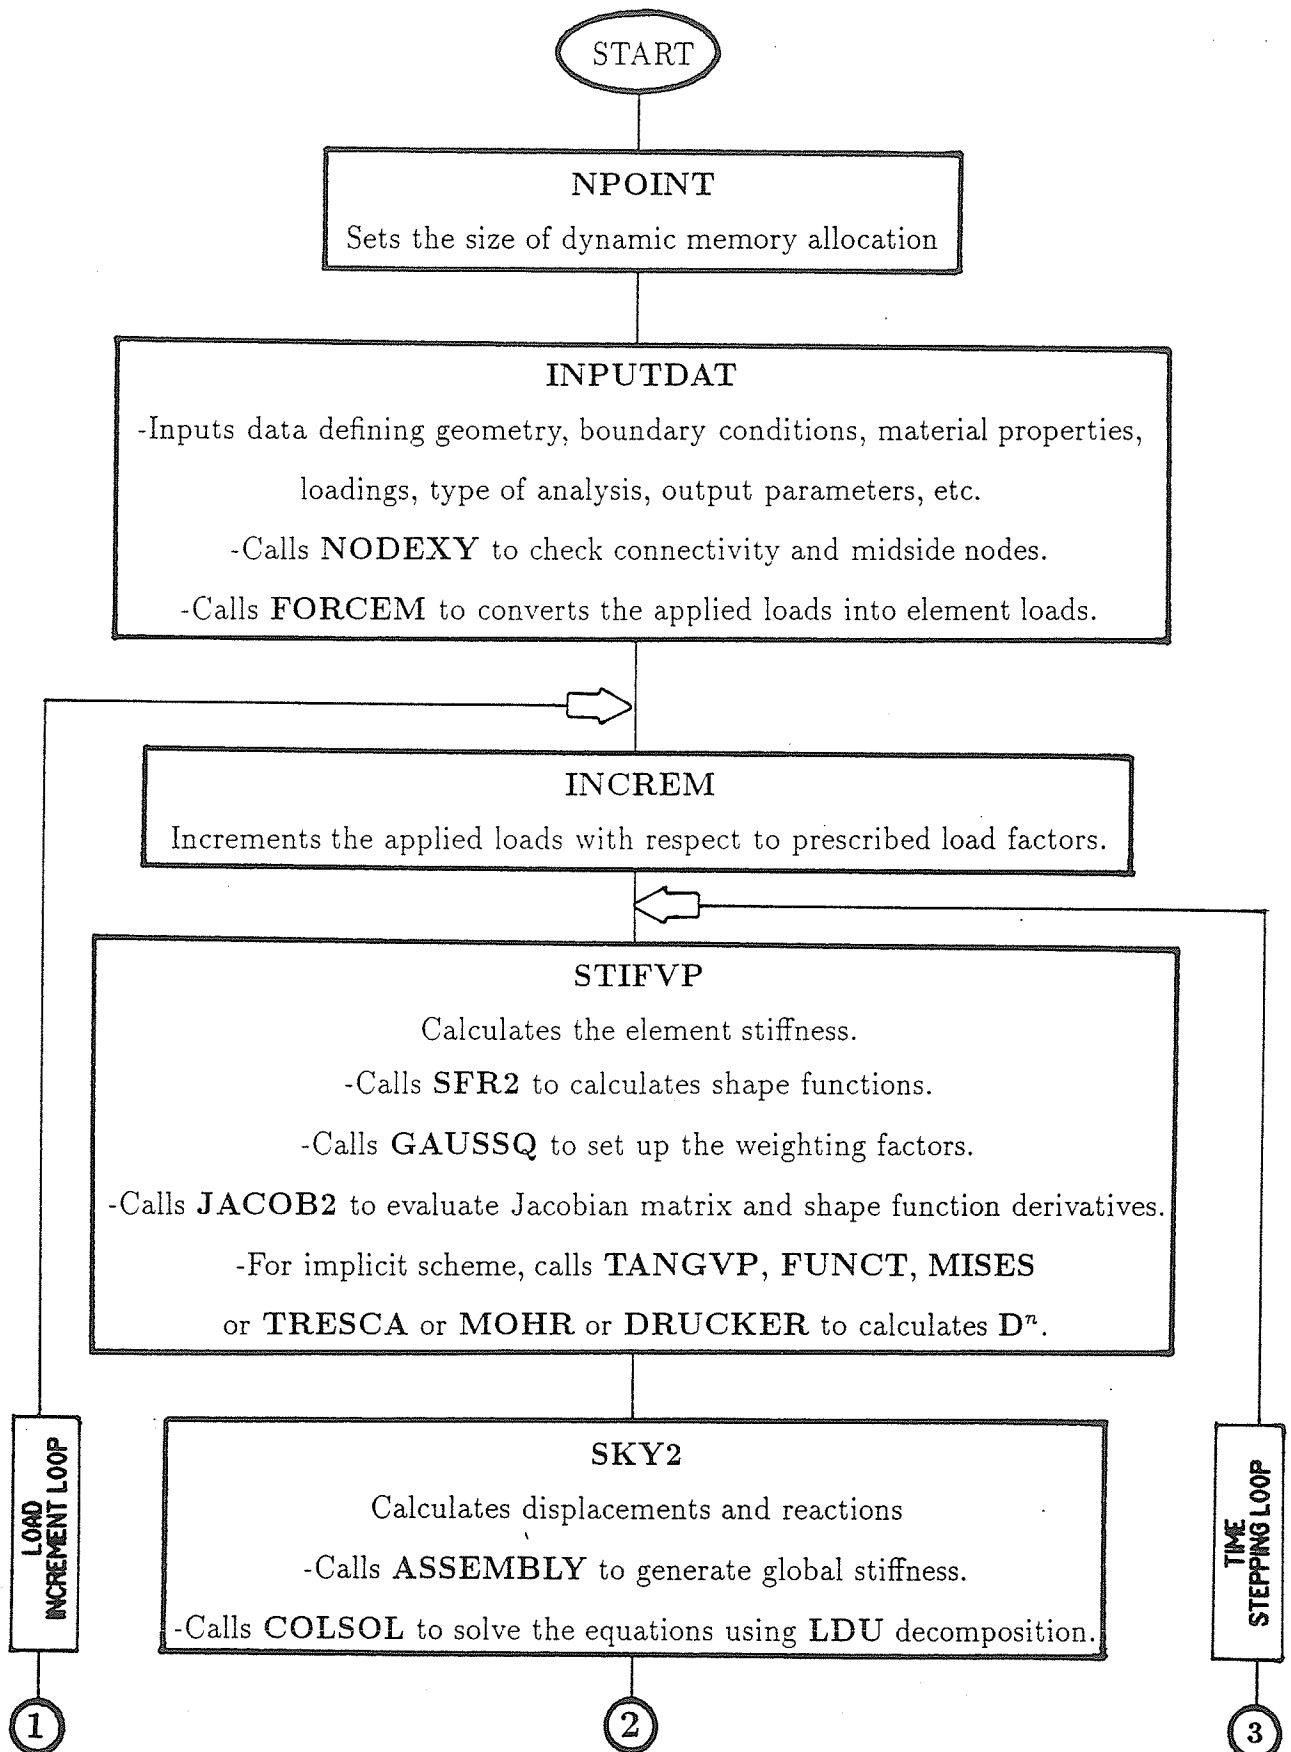 START
NPOINT
Sets the size of dynamic memory allocation
INPUTDAT
-Inputs data defining geometry, boundary conditions, material properties,
loadings, type of analysis, output parameters, etc.
-Calls NODEXY to check connectivity and midside nodes.
-Calls FORCEM to converts the applied loads into element loads.
INCREM
Increments the applied loads with respect to prescribed load factors.
STIFVP
Calculates the element stiffness.
-Calls SFR2 to calculates shape functions.
-Calls GAUSSQ to set up the weighting factors.
-Calls JACOB2 to evaluate Jacobian matrix and shape function derivatives.
-For implicit scheme, calls TANGVP, FUNCT, MISES
or TRESCA or MOHR or DRUCKER to calculates Dⁿ.
LOAD
INCREMENT LOOP
SKY2
Calculates displacements and reactions
-Calls ASSEMBLY to generate global stiffness.
-Calls COLSOL to solve the equations using LDU decomposition.
TIME
STEPPING LOOP
1
2
3